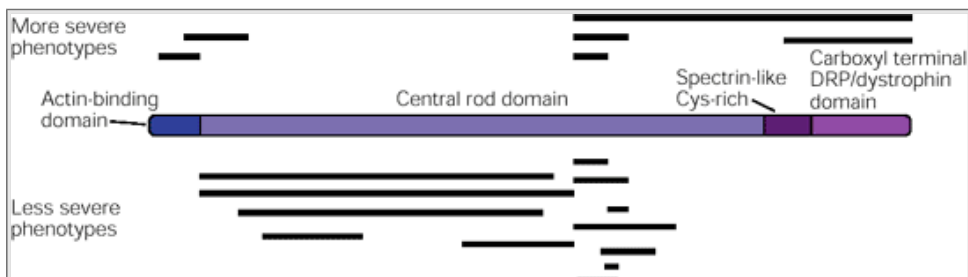 More severe
phenotypes
Actin-binding
domain
Central rod domain
Spectrin-like
Cys-rich
Carboxyl terminal
DRP/dystrophin
domain
Less severe
phenotypes